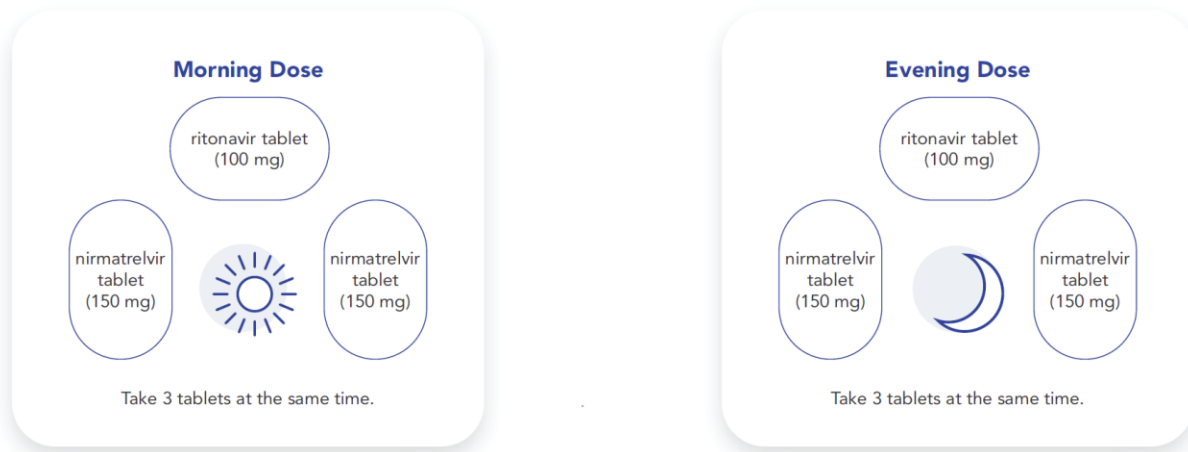 Morning Dose
ritonavir tablet
(100 mg)
nirmatrelvir
tablet
(150 mg)
nirmatrelvir
tablet
(150 mg)
Take 3 tablets at the same time.
Evening Dose
ritonavir tablet
(100 mg)
nirmatrelvir
tablet
(150 mg)
nirmatrelvir
tablet
(150 mg)
Take 3 tablets at the same time.